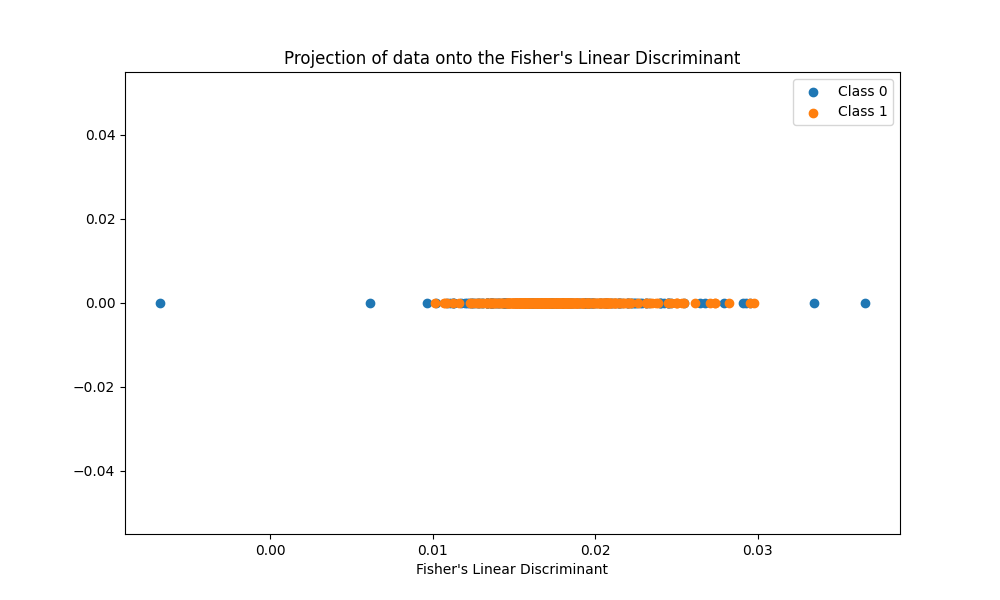 Projection of data onto the Fisher's Linear Discriminant
Class 0
Class 1
0.04
0.02
0.00
−0.02
−0.04
0.00 0.01 0.02 0.03
Fisher's Linear Discriminant